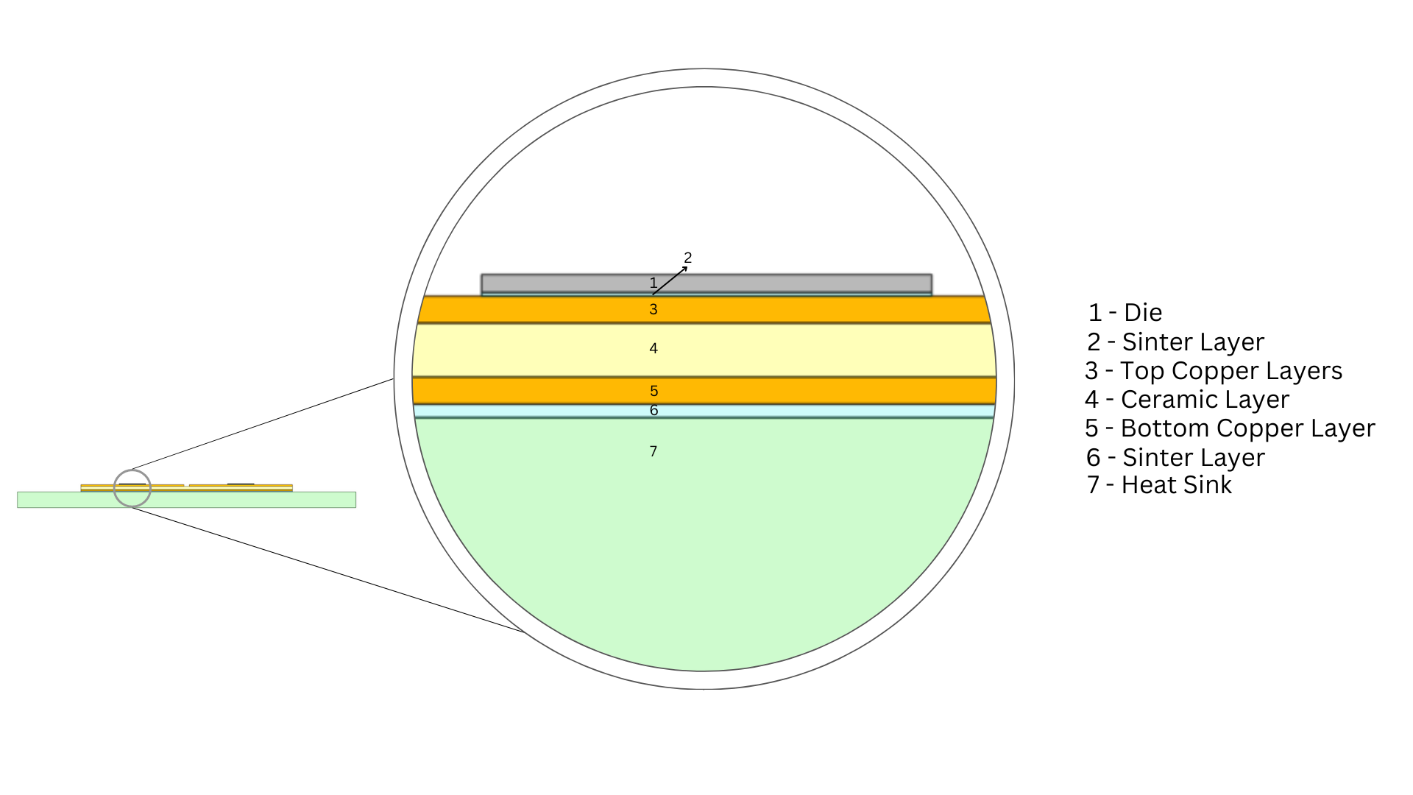 2
1
3
4
5
6
7
1 - Die
2 - Sinter Layer
3 - Top Copper Layers
4 - Ceramic Layer
5 - Bottom Copper Layer
6 - Sinter Layer
7 - Heat Sink